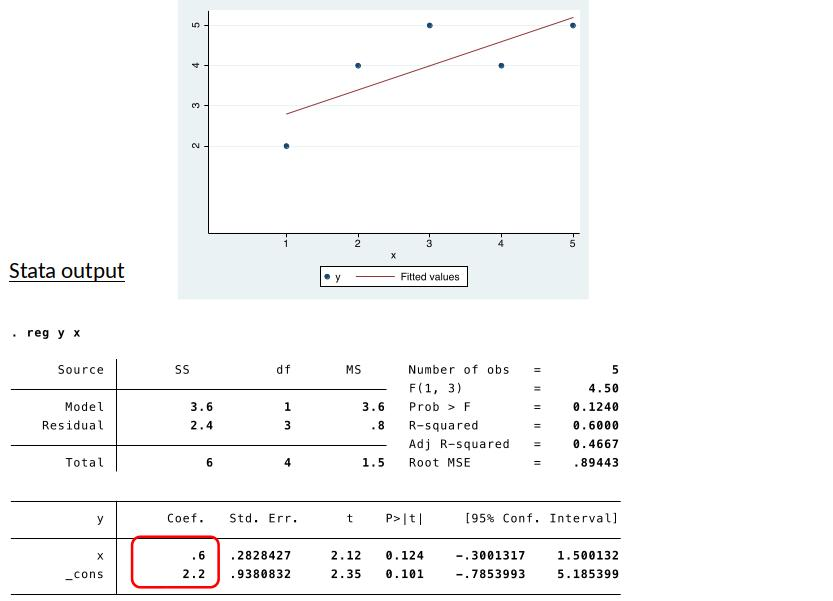 5
4
3
2
1 2 3 4 5
x
y Fitted values
Stata output
. reg y x
Source SS df MS Number of obs = 5
F(1, 3) = 4.50
Model 3.6 1 3.6 Prob > F = 0.1240
Residual 2.4 3 .8 R-squared = 0.6000
Adj R-squared = 0.4667
Total 6 4 1.5 Root MSE = .89443
y Coef. Std. Err. t P>|t| [95% Conf. Interval]
x .6 .2828427 2.12 0.124 -.3001317 1.500132
_cons 2.2 .9380832 2.35 0.101 -.7853993 5.185399